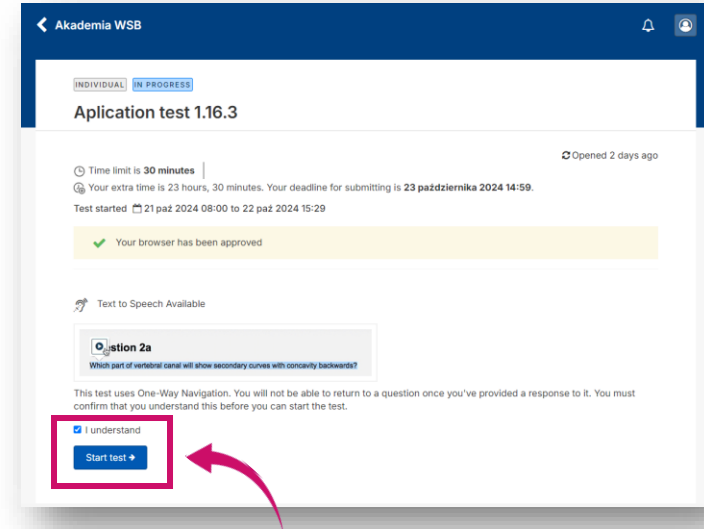 Akademia WSB
INDIVIDUAL IN PROGRESS
Aplication test 1.16.3
Opened 2 days ago
Time limit is 30 minutes
Your extra time is 23 hours, 30 minutes. Your deadline for submitting is 23 października 2024 14:59.
Test started 21 paź 2024 08:00 to 22 paź 2024 15:29
Your browser has been approved
Text to Speech Available
stion 2a
Which part of vertebral canal will show secondary curves with concavity backwards?
This test uses One-Way Navigation. You will not be able to return to a question once you've provided a response to it. You must
confirm that you understand this before you can start the test.
I understand
Start test